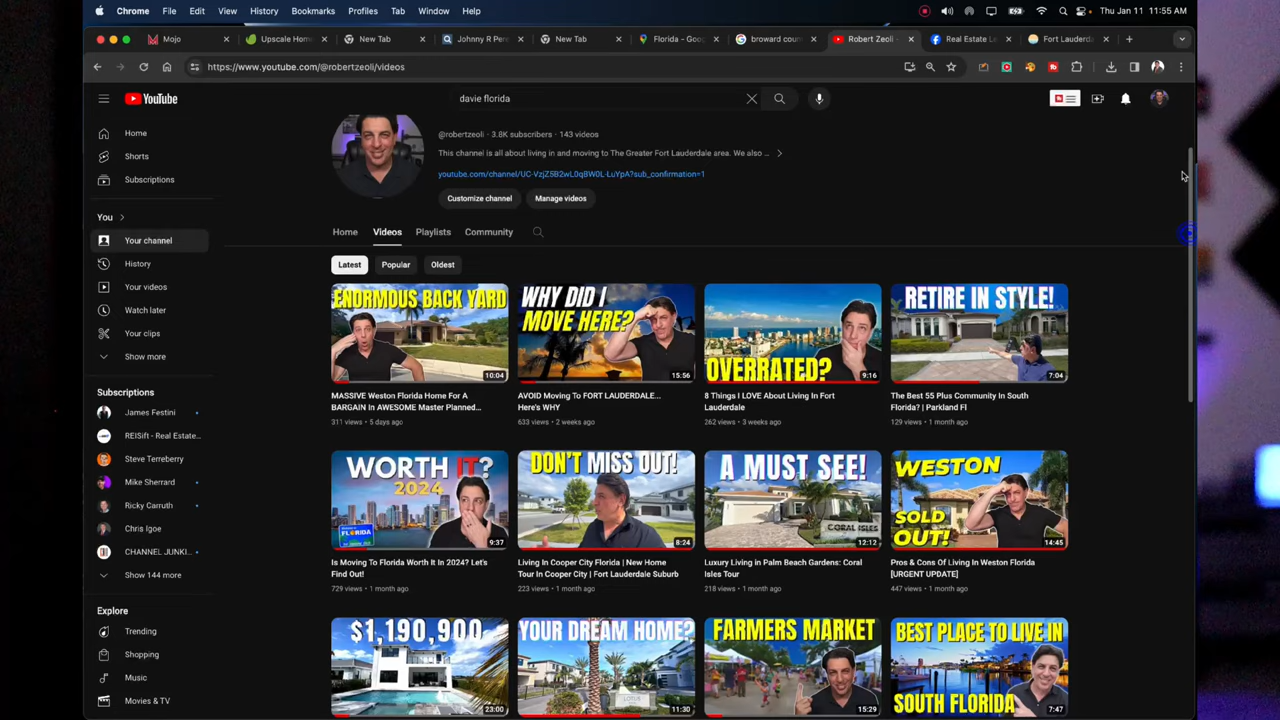 Chrome File Edit View History Bookmarks Profiles Tab Window Help Thu Jan 11 11:55 AM
Mojo Upscale Home New Tab Johnny R Per New Tab Florida - Goog broward cou Robert Zeoli - Real Estate L Fort Lauderda
https://www.youtube.com/@robertzeoli/videos
YouTube davie florida
Home
Shorts
Subscriptions
You
Your channel
History
Your videos
Watch later
Your clips
Show more
Subscriptions
James Festini
REISift - Real Estate...
Steve Terreberry
Mike Sherrard
Ricky Carruth
Chris Igoe
CHANNEL JUNKI...
Show 144 more
Explore
Trending
Shopping
Music
Movies & TV
@robertzeoli · 3.8K subscribers · 143 videos
This channel is all about living in and moving to The Greater Fort Lauderdale area. We also ...
Customize channel Manage videos
Home Videos Playlists Community
Latest Popular Oldest
ENORMOUS BACK YARD
10:04
MASSIVE Weston Florida Home For A
BARGAIN In AWESOME Master Planned...
311 views · 5 days ago
WHY DID I
MOVE HERE?
15:56
AVOID Moving To FORT LAUDERDALE...
Here's WHY
633 views · 2 weeks ago
OVERRATED?
9:16
8 Things I LOVE About Living In Fort
Lauderdale
262 views · 3 weeks ago
RETIRE IN STYLE!
7:04
The Best 55 Plus Community In South
Florida? | Parkland Fl
129 views · 1 month ago
WORTH IT?
2024
FLORIDA
9:37
Is Moving To Florida Worth It In 2024? Let's
Find Out!
729 views · 1 month ago
DON'T MISS OUT!
8:24
Living In Cooper City Florida | New Home
Tour In Cooper City | Fort Lauderdale Suburb
223 views · 1 month ago
A MUST SEE!
CORAL ISLES
12:12
Luxury Living in Palm Beach Gardens: Coral
Isles Tour
218 views · 1 month ago
WESTON
SOLD
OUT!
14:45
Pros & Cons Of Living In Weston Florida
[URGENT UPDATE]
447 views · 1 month ago
$1,190,900
23:00
YOUR DREAM HOME?
LOTUS
11:30
FARMERS MARKET
15:29
BEST PLACE TO LIVE IN
SOUTH FLORIDA
7:47